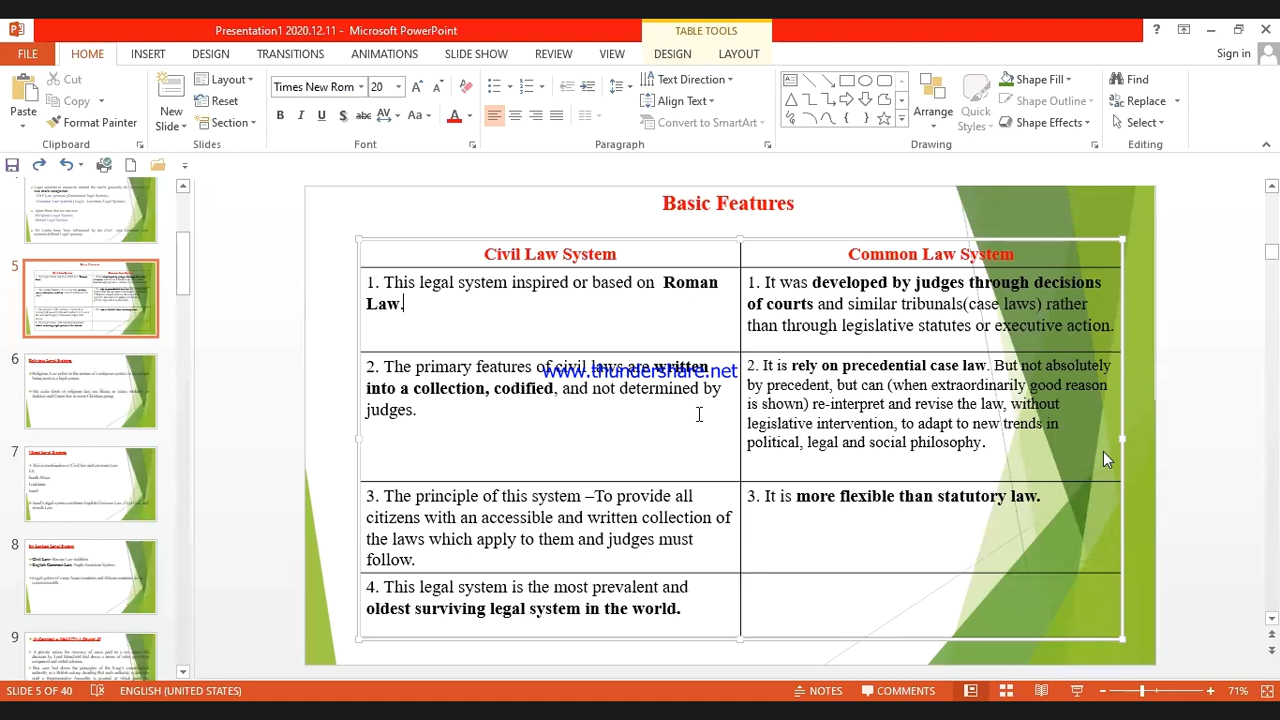 Presentation1 2020.12.11 - Microsoft PowerPoint
TABLE TOOLS
FILE HOME INSERT DESIGN TRANSITIONS ANIMATIONS SLIDE SHOW REVIEW VIEW DESIGN LAYOUT Sign in
Paste
Cut
Copy
Format Painter
Clipboard
New Slide
Layout
Reset
Section
Slides
Times New Rom 20
Font
Text Direction
Align Text
Convert to SmartArt
Paragraph
Arrange
Quick Styles
Shape Fill
Shape Outline
Shape Effects
Drawing
Find
Replace
Select
Editing
5
6
7
8
9
Basic Features
Civil Law System
Common Law System
1. This legal system inspired or based on Roman
Law
1. It was developed by judges through decisions
of courts and similar tribunals(case laws) rather
than through legislative statutes or executive action.
2. The primary features of civil laws are written
into a collection, codified, and not determined by
judges.
www.thundershare.net
2. It is rely on precedential case law. But not absolutely
by precedent, but can (when extraordinarily good reason
is shown) re-interpret and revise the law, without
legislative intervention, to adapt to new trends in
political, legal and social philosophy.
3. The principle of this system –To provide all
citizens with an accessible and written collection of
the laws which apply to them and judges must
follow.
3. It is more flexible than statutory law.
4. This legal system is the most prevalent and
oldest surviving legal system in the world.
SLIDE 5 OF 40 ENGLISH (UNITED STATES) NOTES COMMENTS 71%